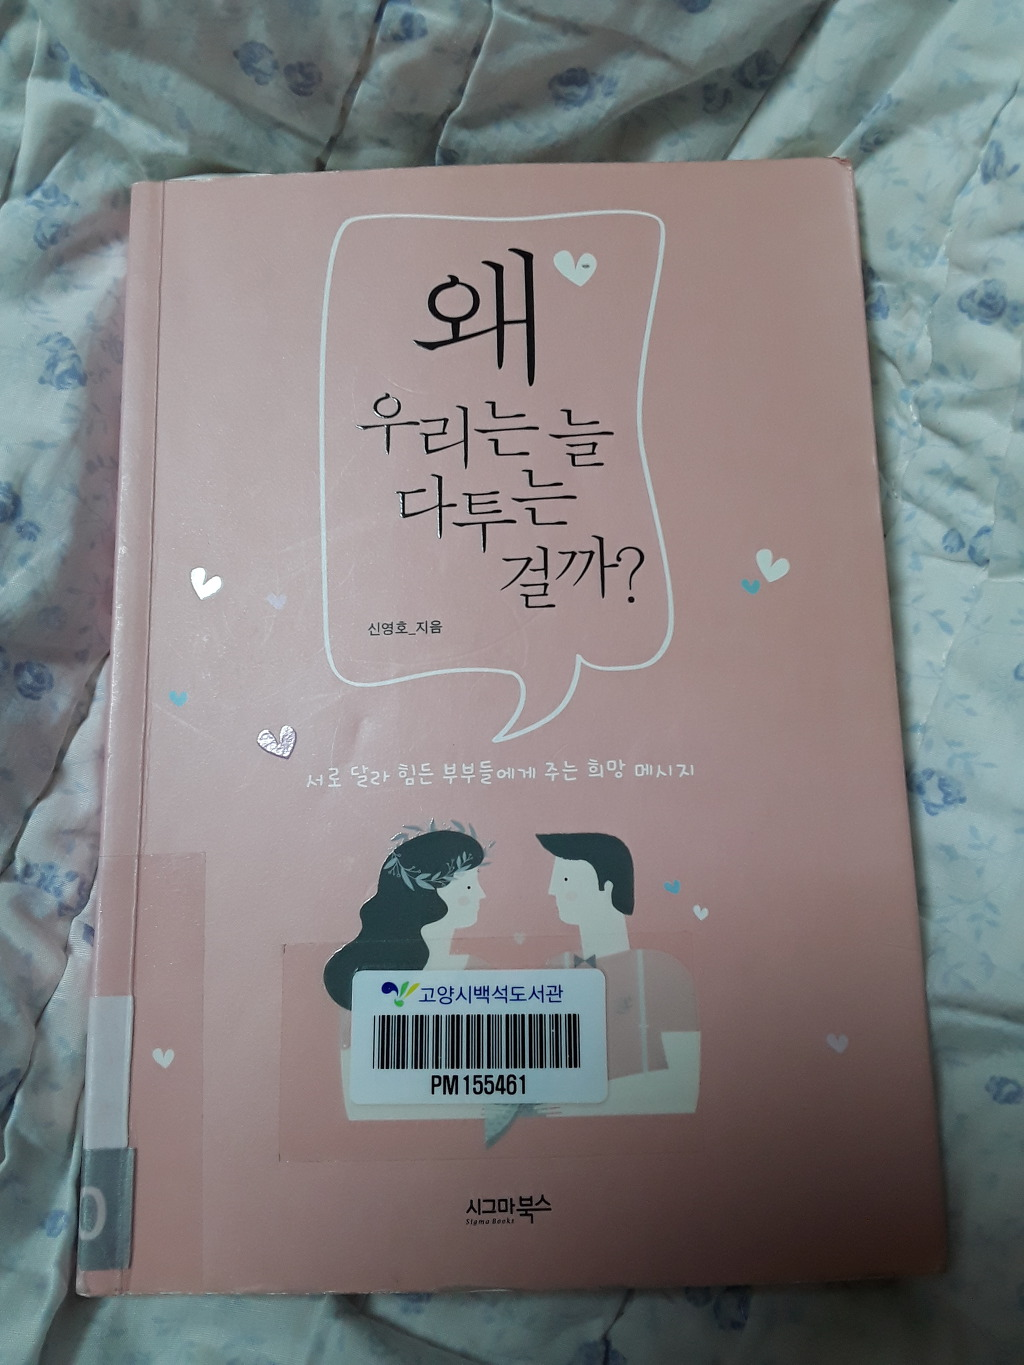 왜
우리는 늘
다투는
걸까?
신영호_지음
서로 달라 힘든 부부들에게 주는 희망 메시지
고양시백석도서관
PM155461
0
시그마북스
Sigma Books